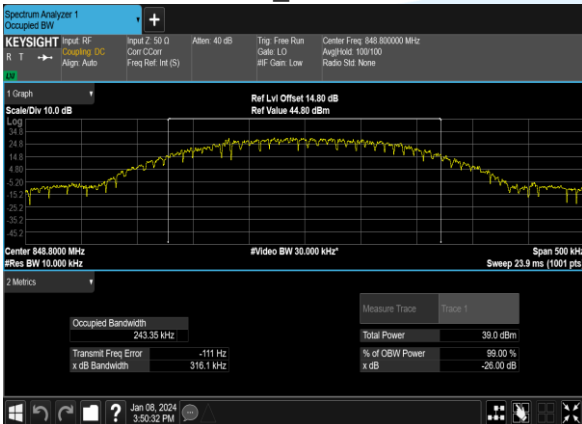 Spectrum Analyzer 1
Occupied BW
+
KEYSIGHT Input: RF Input Z: 50 Ω Atten: 40 dB Trig: Free Run Center Freq: 848.800000 MHz
R T Coupling: DC Corr CCorr Gate: LO Avg|Hold: 100/100
Align: Auto Freq Ref: Int (S) #IF Gain: Low Radio Std: None
LXI
1 Graph
Ref Lvl Offset 14.80 dB
Scale/Div 10.0 dB Ref Value 44.80 dBm
Log
34.8
24.8
14.8
4.80
-5.20
-15.2
-25.2
-35.2
-45.2
Center 848.8000 MHz #Video BW 30.000 kHz* Span 500 kHz
#Res BW 10.000 kHz Sweep 23.9 ms (1001 pts
2 Metrics
Measure Trace Trace 1
Occupied Bandwidth
243.35 kHz Total Power 39.0 dBm
Transmit Freq Error -111 Hz % of OBW Power 99.00 %
x dB Bandwidth 316.1 kHz x dB -26.00 dB
? Jan 08, 2024
3:50:32 PM